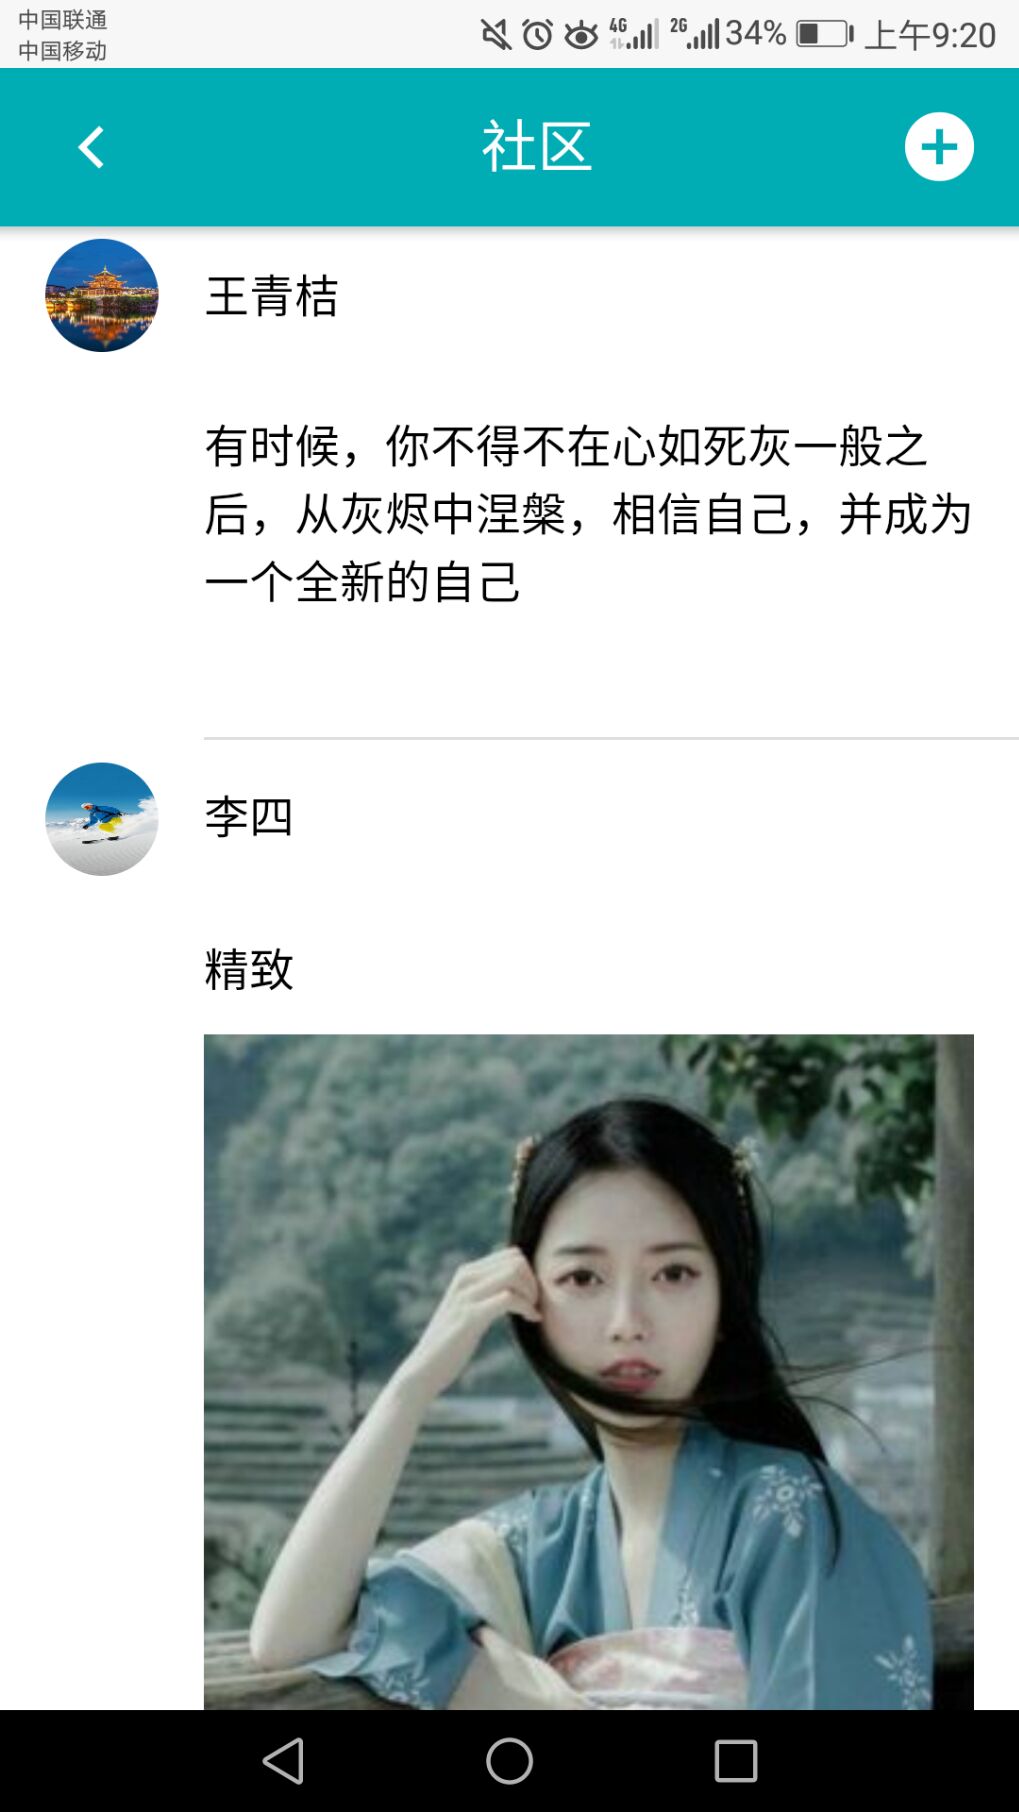 中国联通
中国移动
4G
2G
34%
上午9:20
社区
王青桔
有时候，你不得不在心如死灰一般之
后，从灰烬中涅槃，相信自己，并成为
一个全新的自己
李四
精致